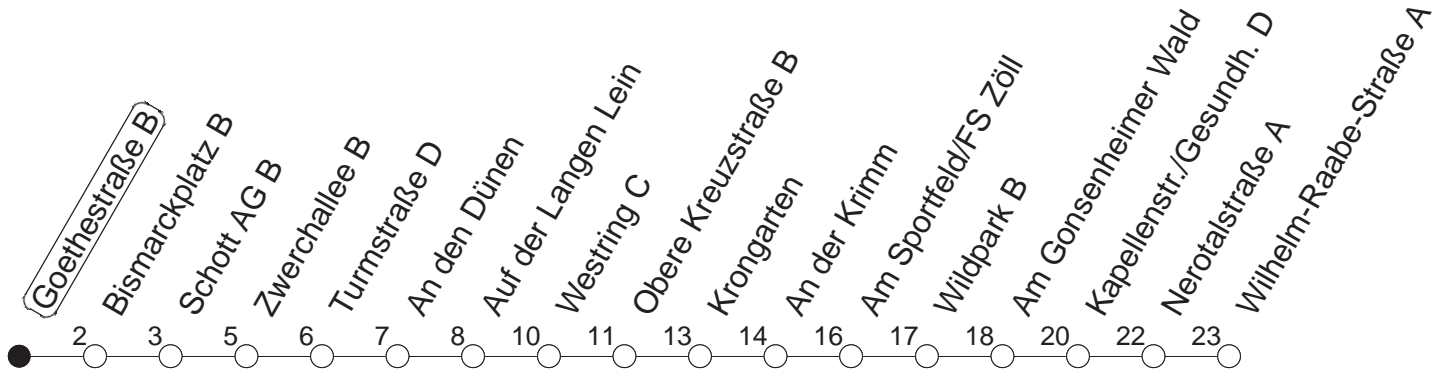 Goethestraße B
Bismarckplatz B
Schott AG B
Zwerchallee B
Turmstraße D
An den Dünen
Auf der Langen Lein
Westring C
Obere Kreuzstraße B
Krongarten
An der Krimm
Am Sportfeld/FS Zöll
Wildpark B
Am Gonsenheimer Wald
Kapellenstr./Gesundh. D
Nerotalstraße A
Wilhelm-Raabe-Straße A
2 3 5 6 7 8 10 11 13 14 16 17 18 20 22 23